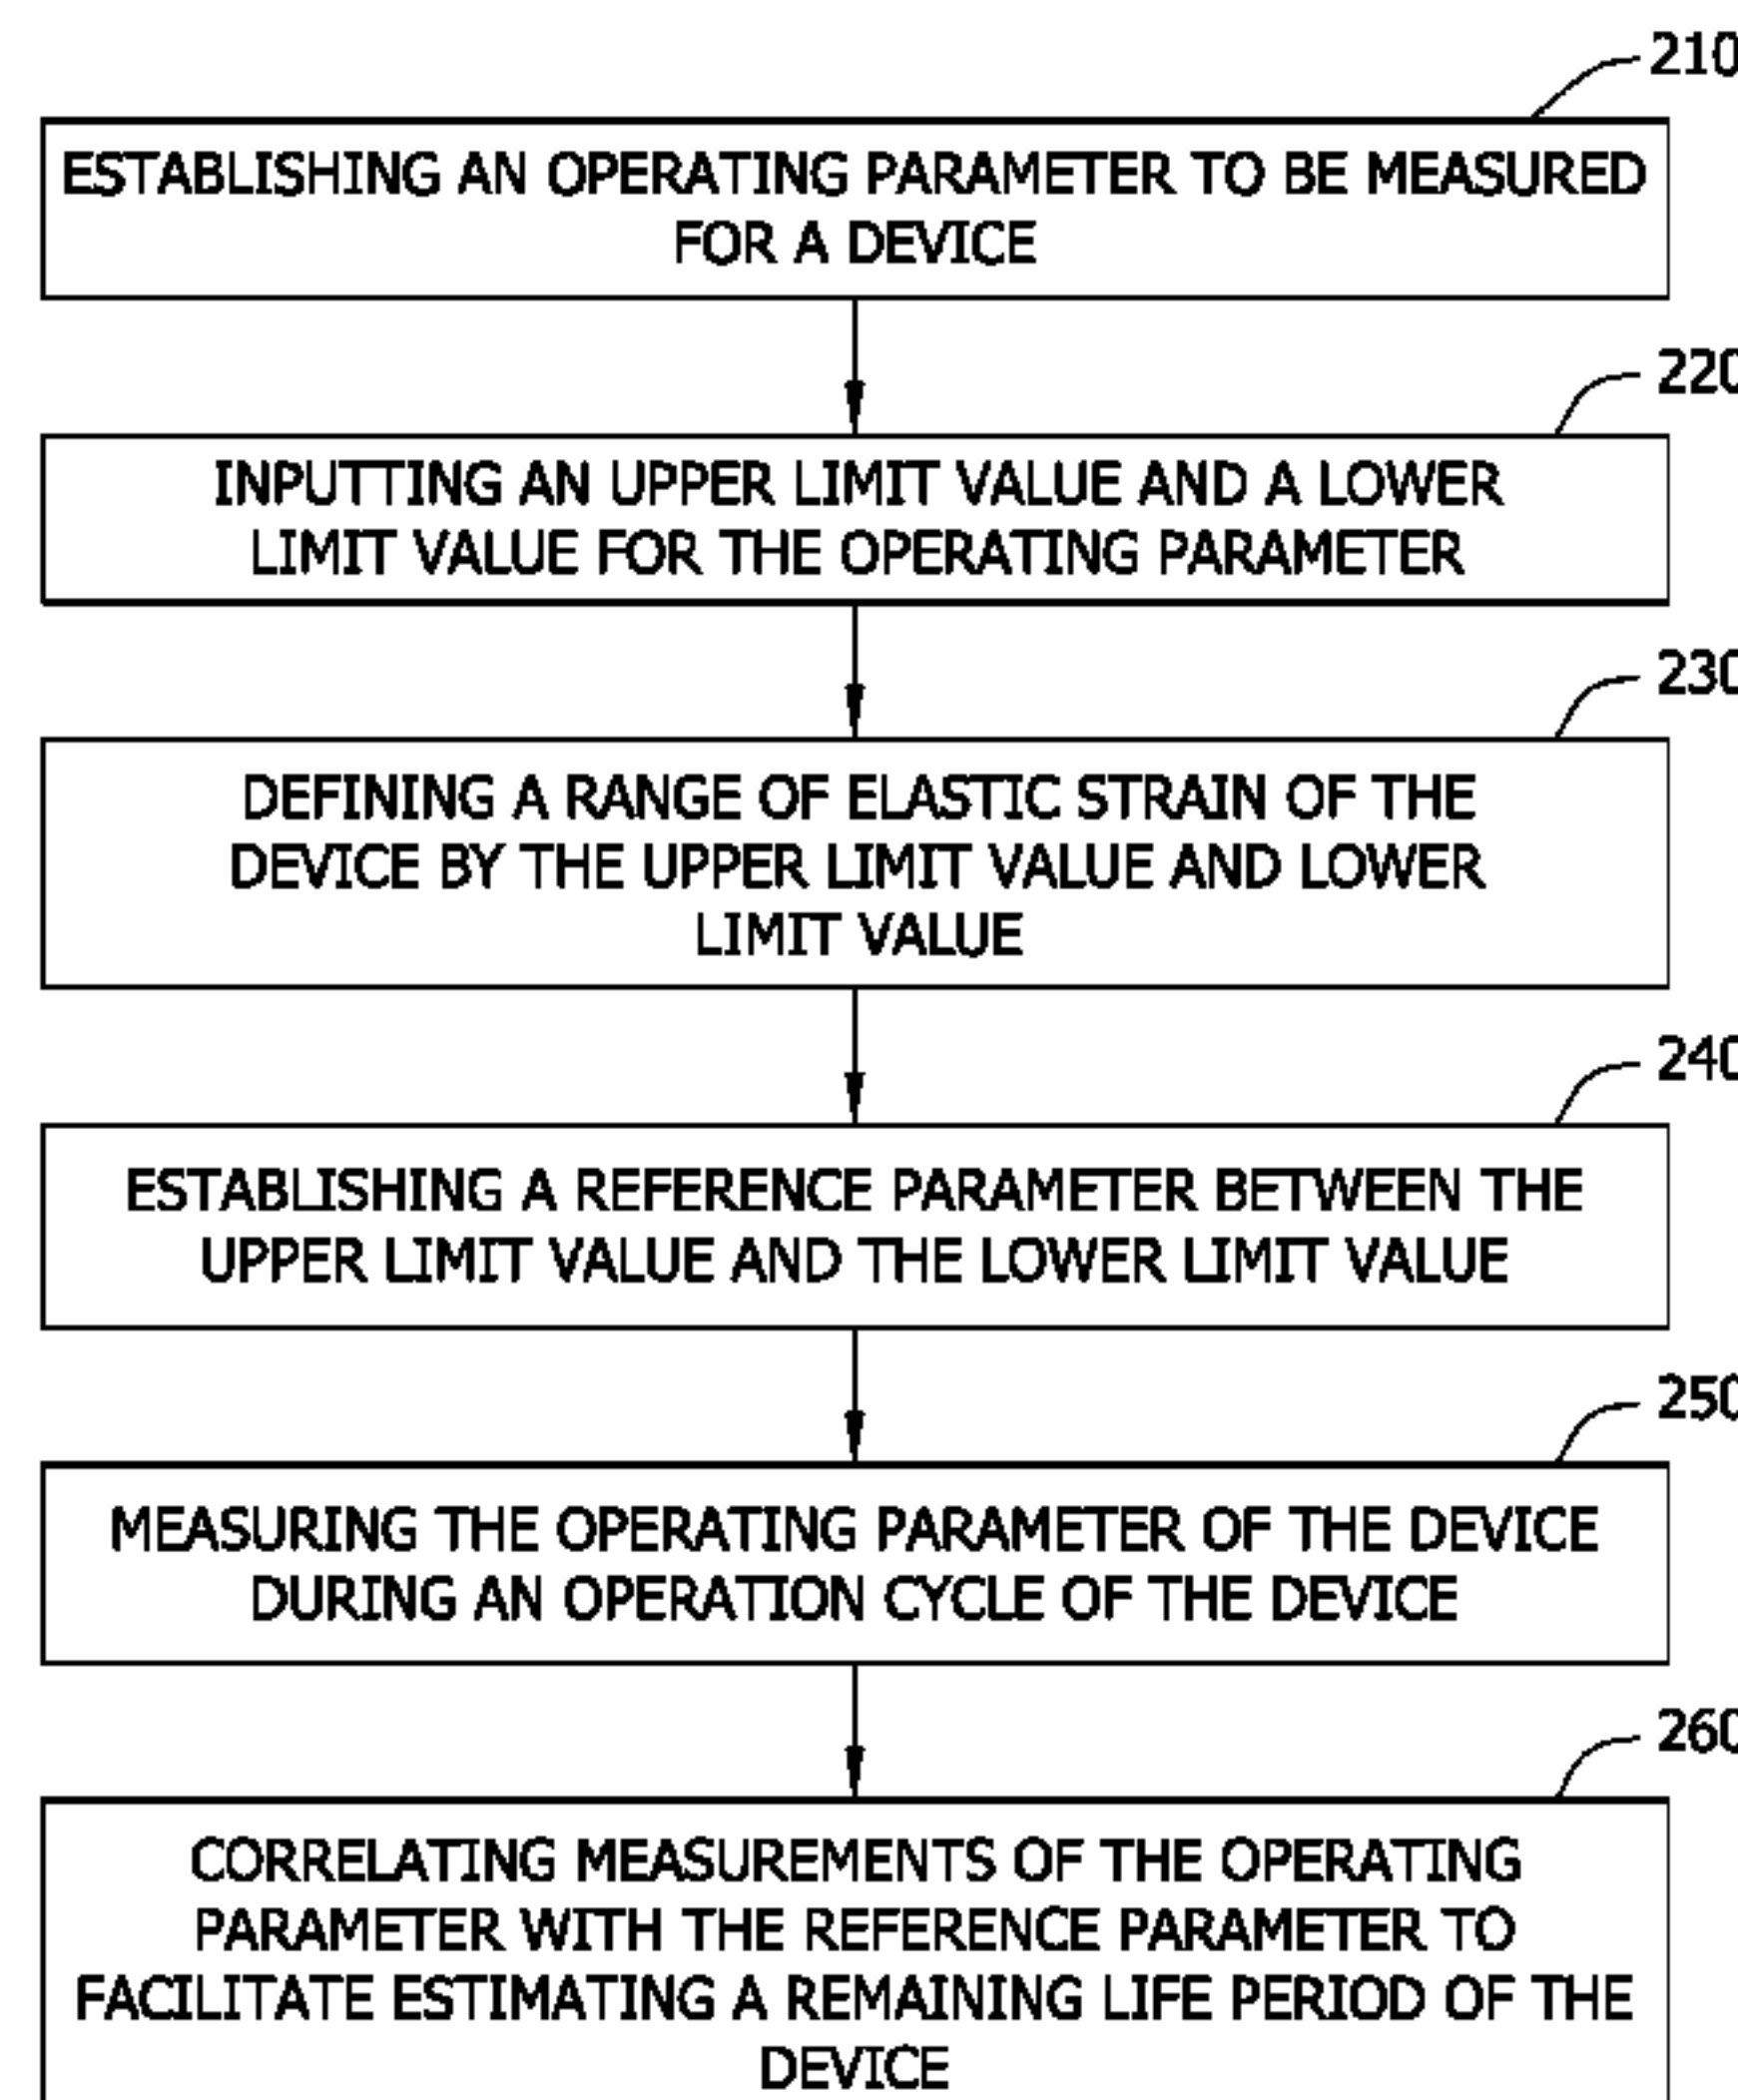 210
ESTABLISHING AN OPERATING PARAMETER TO BE MEASURED
FOR A DEVICE
220
INPUTTING AN UPPER LIMIT VALUE AND A LOWER
LIMIT VALUE FOR THE OPERATING PARAMETER
230
DEFINING A RANGE OF ELASTIC STRAIN OF THE
DEVICE BY THE UPPER LIMIT VALUE AND LOWER
LIMIT VALUE
240
ESTABLISHING A REFERENCE PARAMETER BETWEEN THE
UPPER LIMIT VALUE AND THE LOWER LIMIT VALUE
250
MEASURING THE OPERATING PARAMETER OF THE DEVICE
DURING AN OPERATION CYCLE OF THE DEVICE
260
CORRELATING MEASUREMENTS OF THE OPERATING
PARAMETER WITH THE REFERENCE PARAMETER TO
FACILITATE ESTIMATING A REMAINING LIFE PERIOD OF THE
DEVICE